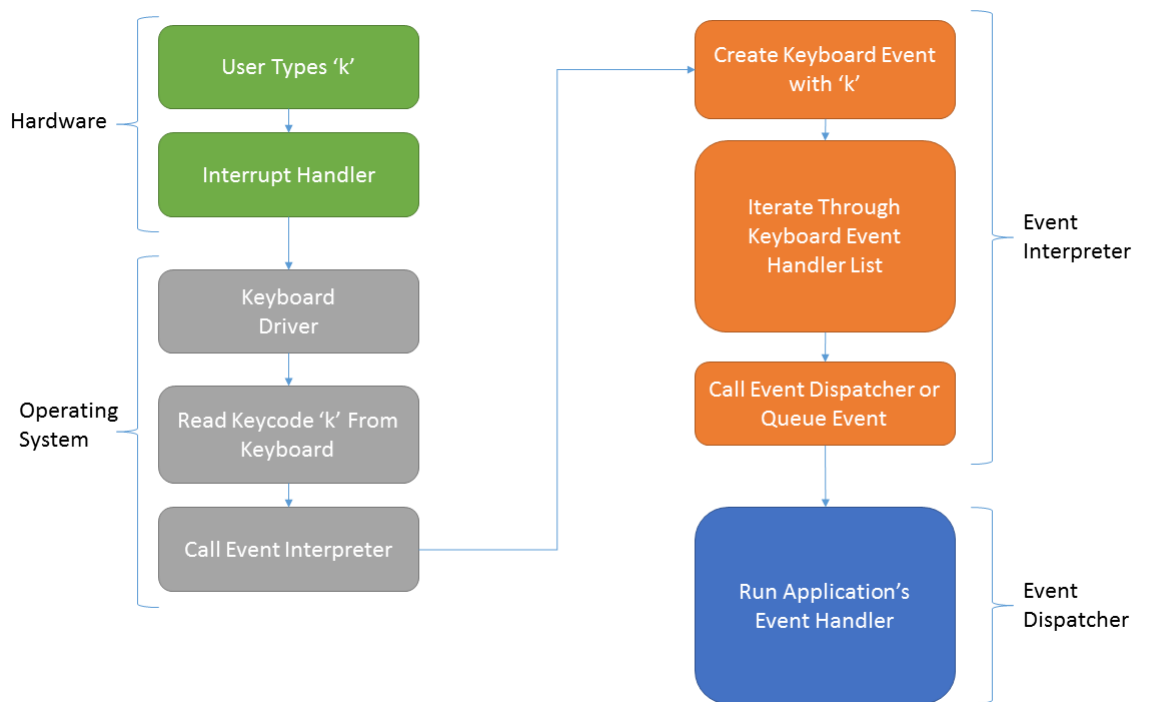 Hardware
User Types ‘k’
Interrupt Handler
Operating
System
Keyboard
Driver
Read Keycode ‘k’ From
Keyboard
Call Event Interpreter
Create Keyboard Event
with ‘k’
Iterate Through
Keyboard Event
Handler List
Call Event Dispatcher or
Queue Event
Event
Interpreter
Run Application’s
Event Handler
Event
Dispatcher